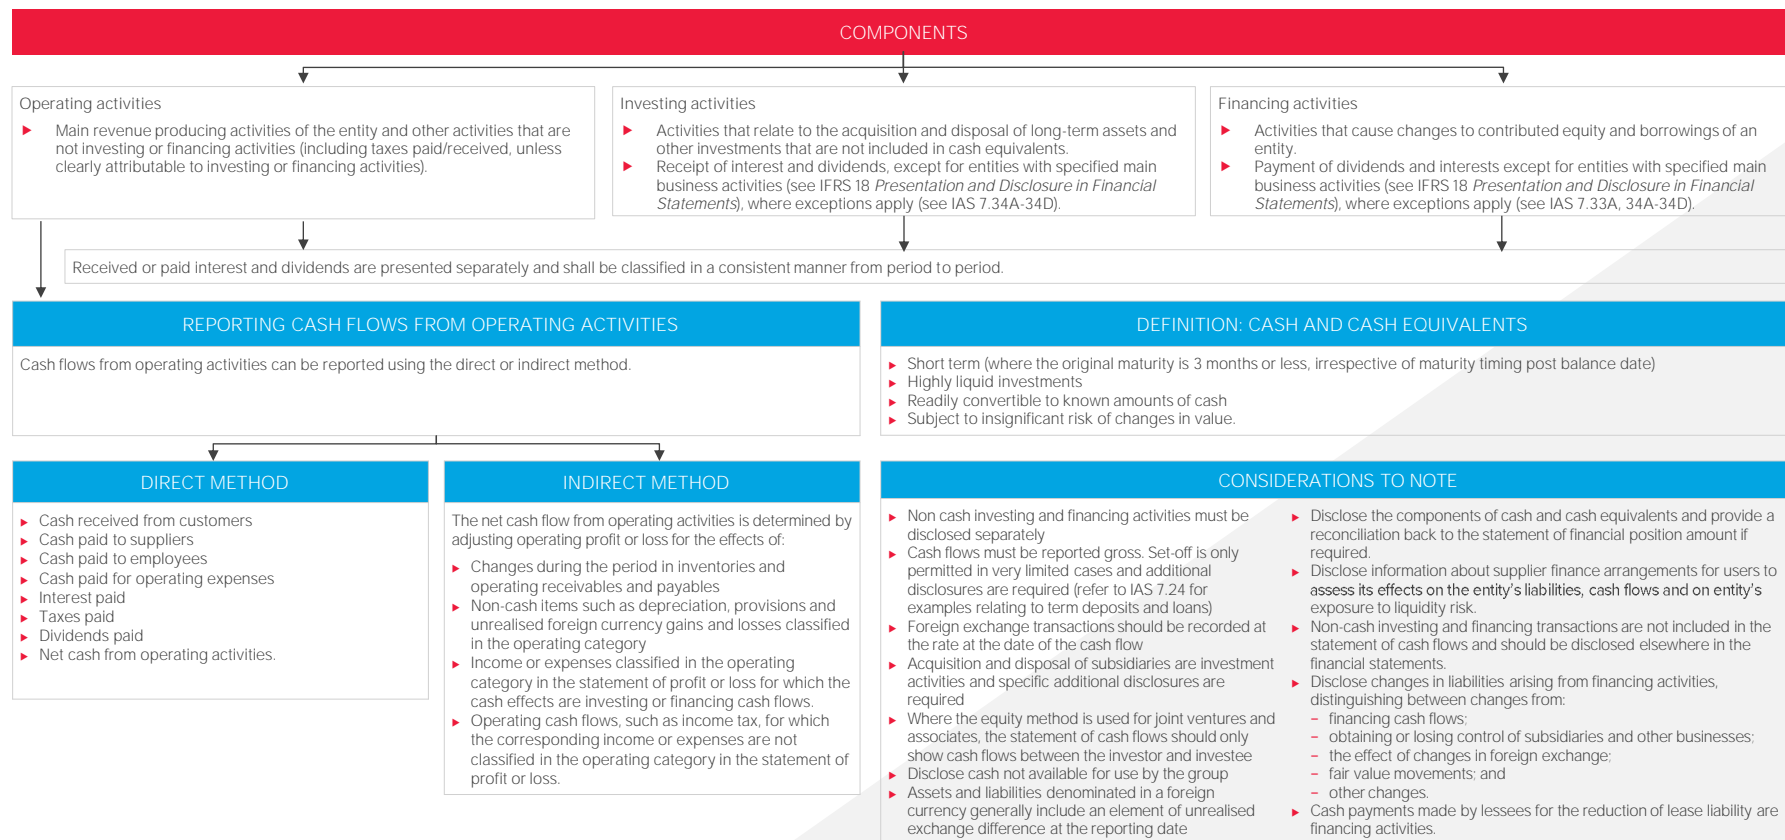 COMPONENTS
Operating activities
► Main revenue producing activities of the entity and other activities that are
not investing or financing activities (including taxes paid/received, unless
clearly attributable to investing or financing activities).
Investing activities
► Activities that relate to the acquisition and disposal of long-term assets and
other investments that are not included in cash equivalents.
► Receipt of interest and dividends, except for entities with specified main
business activities (see IFRS 18 Presentation and Disclosure in Financial
Statements), where exceptions apply (see IAS 7.34A-34D).
Financing activities
► Activities that cause changes to contributed equity and borrowings of an
entity.
► Payment of dividends and interests except for entities with specified main
business activities (see IFRS 18 Presentation and Disclosure in Financial
Statements), where exceptions apply (see IAS 7.33A, 34A-34D).
Received or paid interest and dividends are presented separately and shall be classified in a consistent manner from period to period.
REPORTING CASH FLOWS FROM OPERATING ACTIVITIES
Cash flows from operating activities can be reported using the direct or indirect method.
DEFINITION: CASH AND CASH EQUIVALENTS
► Short term (where the original maturity is 3 months or less, irrespective of maturity timing post balance date)
► Highly liquid investments
► Readily convertible to known amounts of cash
► Subject to insignificant risk of changes in value.
DIRECT METHOD
► Cash received from customers
► Cash paid to suppliers
► Cash paid to employees
► Cash paid for operating expenses
► Interest paid
► Taxes paid
► Dividends paid
► Net cash from operating activities.
INDIRECT METHOD
The net cash flow from operating activities is determined by
adjusting operating profit or loss for the effects of:
► Changes during the period in inventories and
operating receivables and payables
► Non-cash items such as depreciation, provisions and
unrealised foreign currency gains and losses classified
in the operating category
► Income or expenses classified in the operating
category in the statement of profit or loss for which the
cash effects are investing or financing cash flows.
► Operating cash flows, such as income tax, for which
the corresponding income or expenses are not
classified in the operating category in the statement of
profit or loss.
CONSIDERATIONS TO NOTE
► Non cash investing and financing activities must be
disclosed separately
► Cash flows must be reported gross. Set-off is only
permitted in very limited cases and additional
disclosures are required (refer to IAS 7.24 for
examples relating to term deposits and loans)
► Foreign exchange transactions should be recorded at
the rate at the date of the cash flow
► Acquisition and disposal of subsidiaries are investment
activities and specific additional disclosures are
required
► Where the equity method is used for joint ventures and
associates, the statement of cash flows should only
show cash flows between the investor and investee
► Disclose cash not available for use by the group
► Assets and liabilities denominated in a foreign
currency generally include an element of unrealised
exchange difference at the reporting date
► Disclose the components of cash and cash equivalents and provide a
reconciliation back to the statement of financial position amount if
required.
► Disclose information about supplier finance arrangements for users to
assess its effects on the entity's liabilities, cash flows and on entity's
exposure to liquidity risk.
► Non-cash investing and financing transactions are not included in the
statement of cash flows and should be disclosed elsewhere in the
financial statements.
► Disclose changes in liabilities arising from financing activities,
distinguishing between changes from:
– financing cash flows;
– obtaining or losing control of subsidiaries and other businesses;
– the effect of changes in foreign exchange;
– fair value movements; and
– other changes.
► Cash payments made by lessees for the reduction of lease liability are
financing activities.